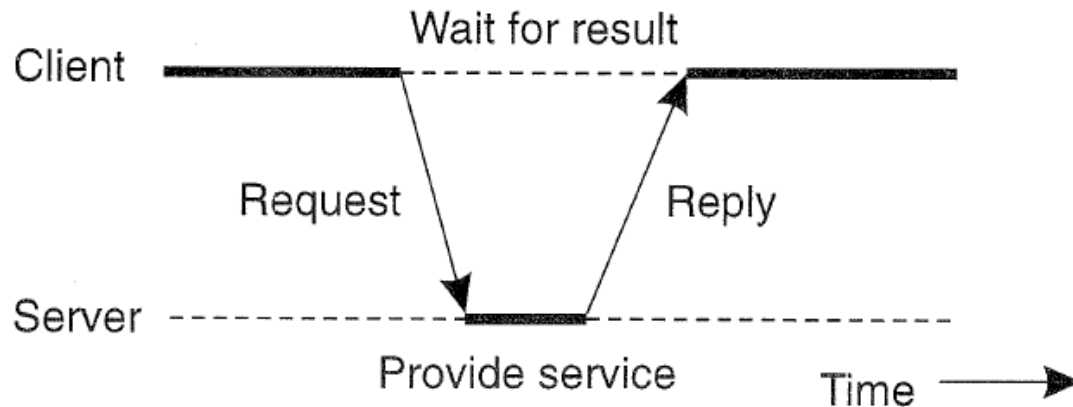 Wait for result
Client
Request
Reply
Server
Provide service
Time